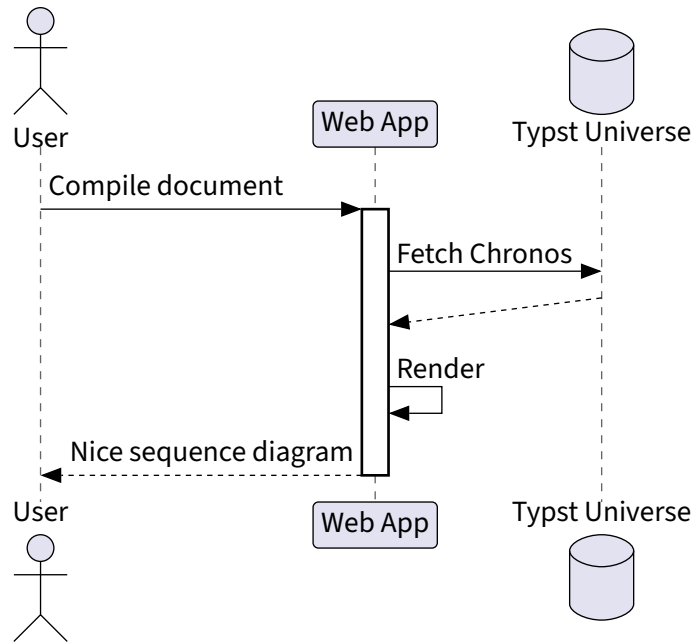 User
Web App
Typst Universe
Compile document
Fetch Chronos
Render
Nice sequence diagram
User
Web App
Typst Universe